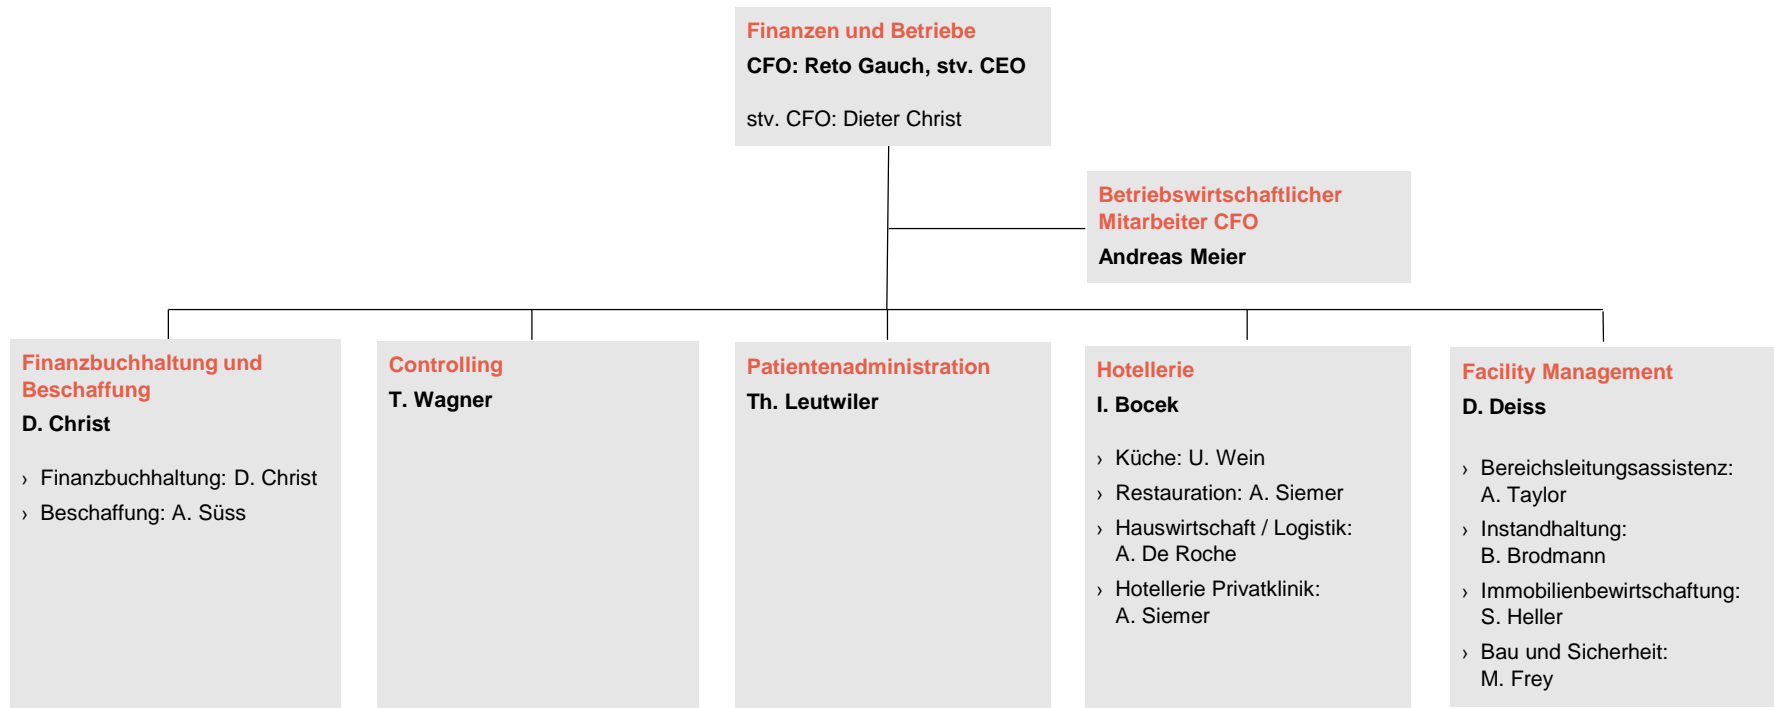 Finanzen und Betriebe
CFO: Reto Gauch, stv. CEO
stv. CFO: Dieter Christ
Betriebswirtschaftlicher
Mitarbeiter CFO
Andreas Meier
Finanzbuchhaltung und
Beschaffung
D. Christ
› Finanzbuchhaltung: D. Christ
› Beschaffung: A. Süss
Controlling
T. Wagner
Patientenadministration
Th. Leutwiler
Hotellerie
I. Bocek
› Küche: U. Wein
› Restauration: A. Siemer
› Hauswirtschaft / Logistik:
A. De Roche
› Hotellerie Privatklinik:
A. Siemer
Facility Management
D. Deiss
› Bereichsleitungsassistenz:
A. Taylor
› Instandhaltung:
B. Brodmann
› Immobilienbewirtschaftung:
S. Heller
› Bau und Sicherheit:
M. Frey